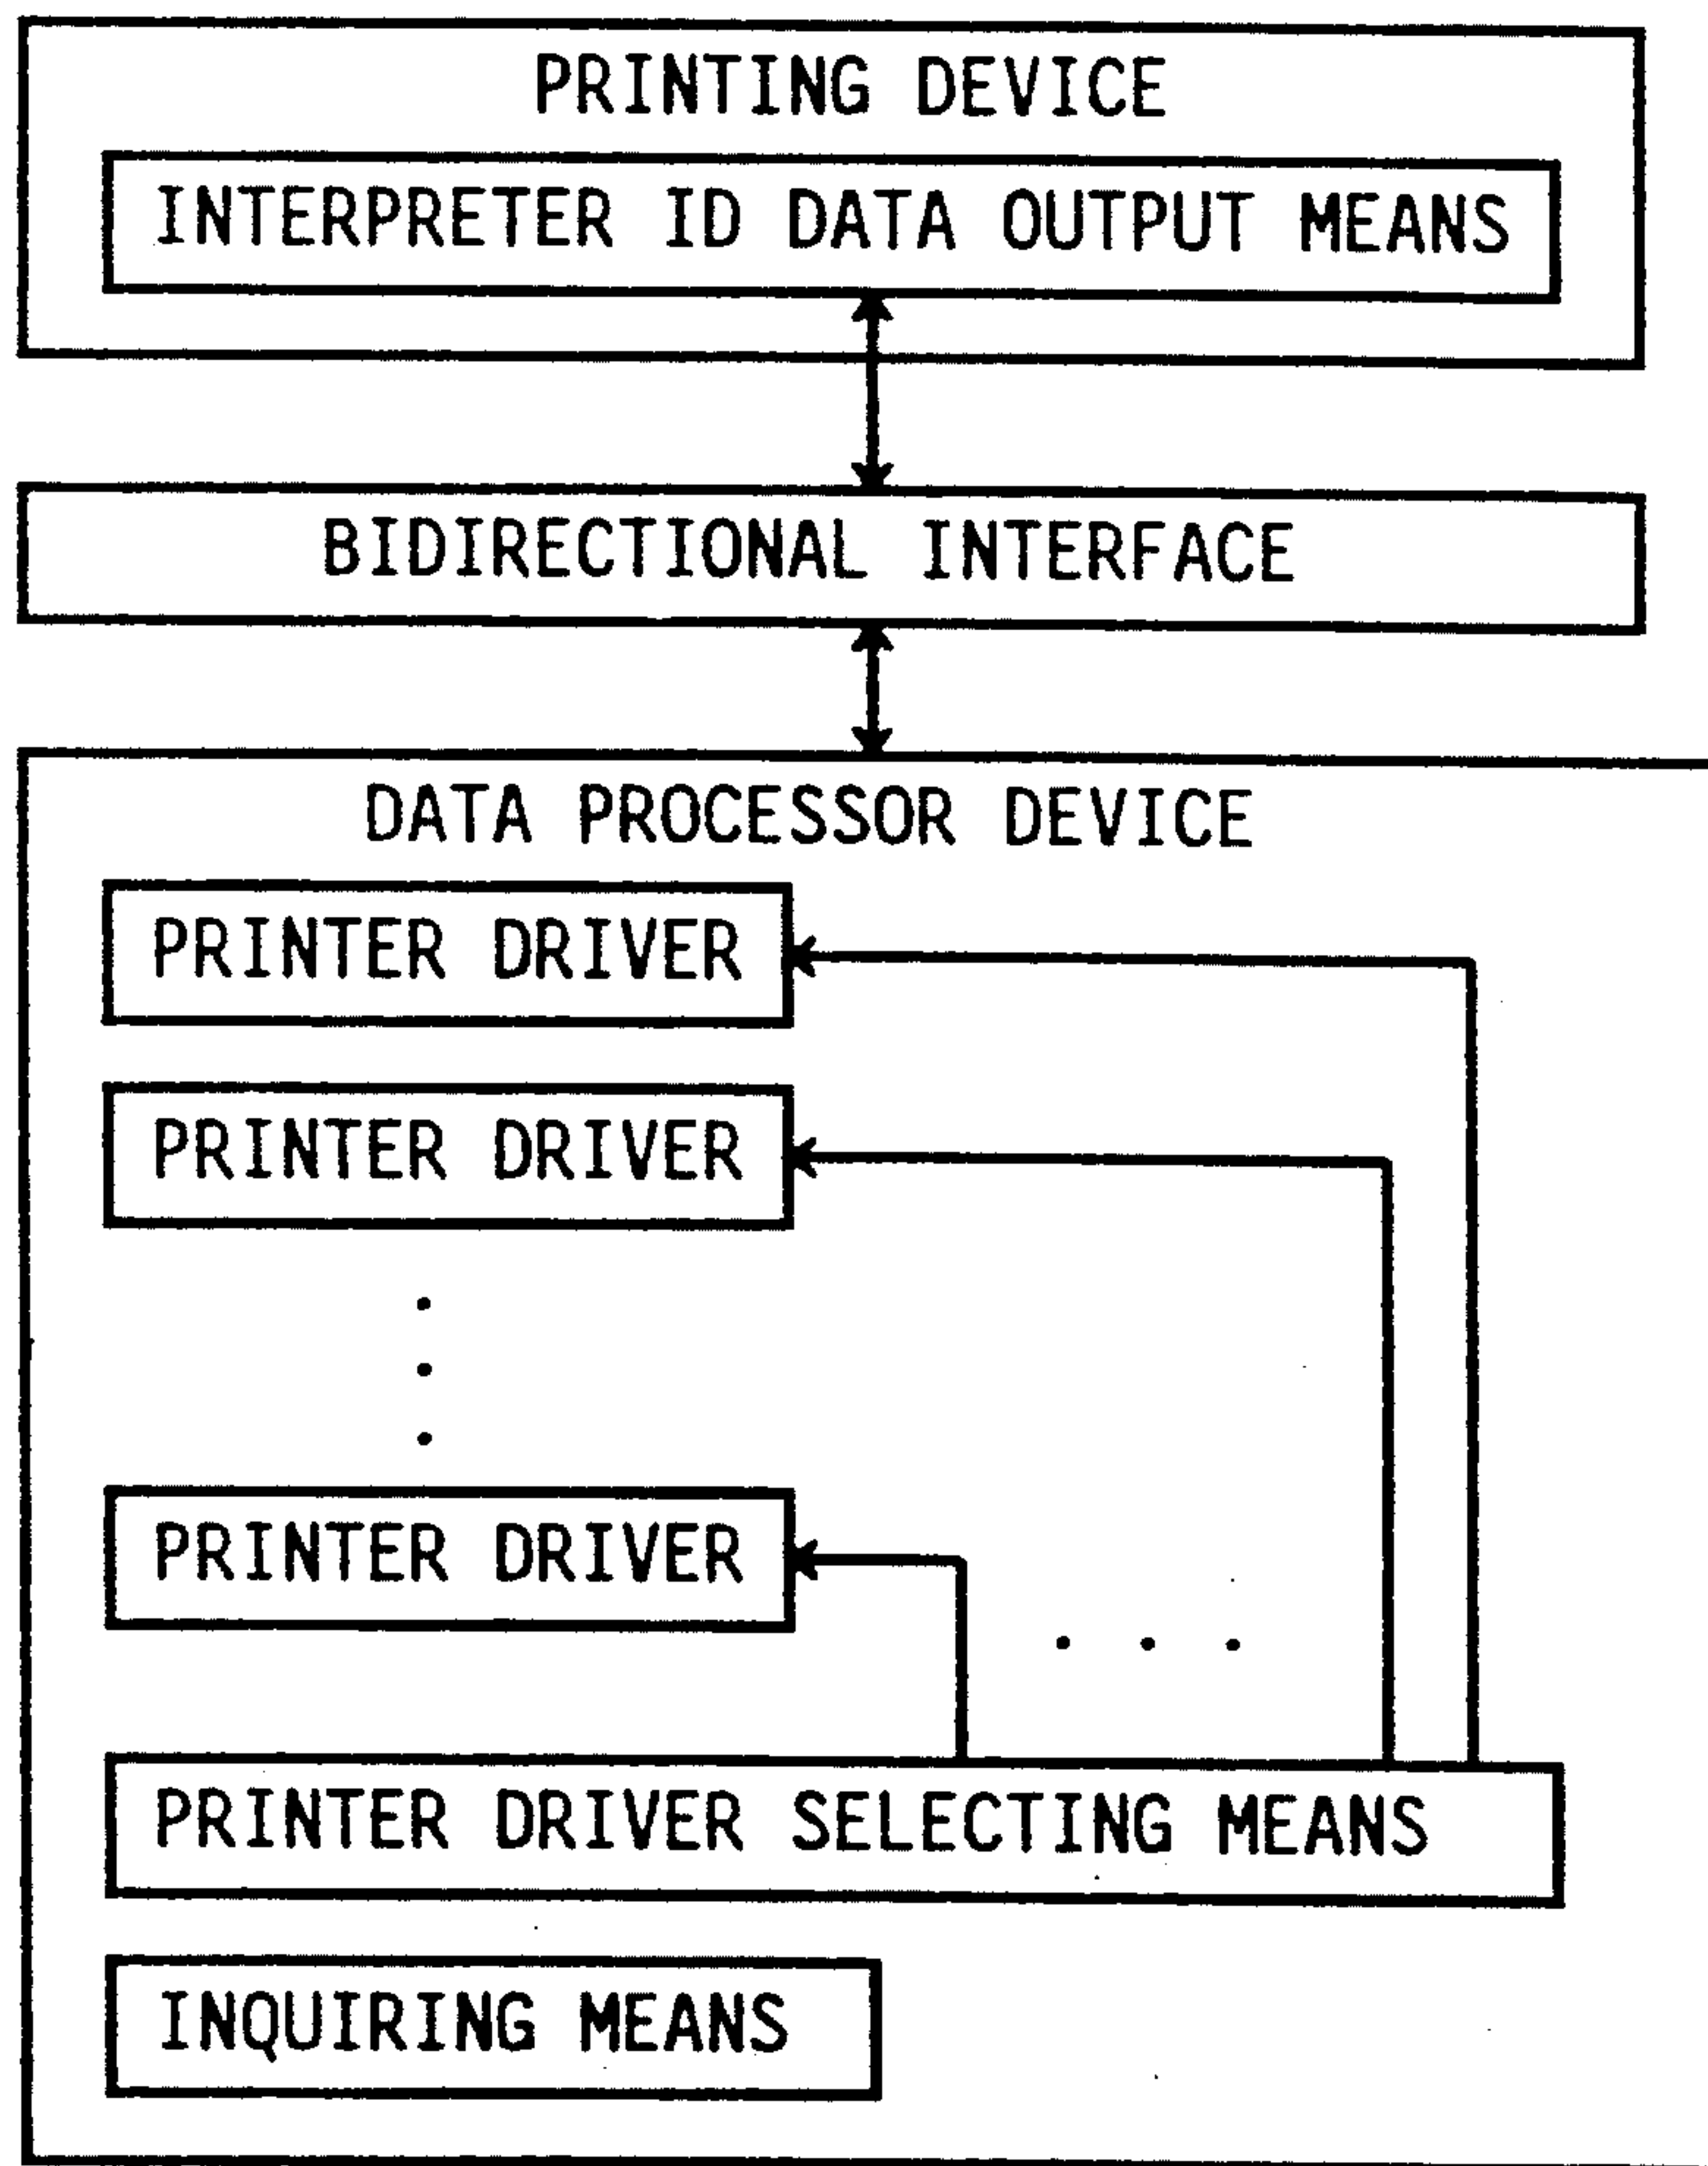 PRINTING DEVICE
INTERPRETER ID DATA OUTPUT MEANS
BIDIRECTIONAL INTERFACE
DATA PROCESSOR DEVICE
PRINTER DRIVER
PRINTER DRIVER
PRINTER DRIVER
PRINTER DRIVER SELECTING MEANS
INQUIRING MEANS